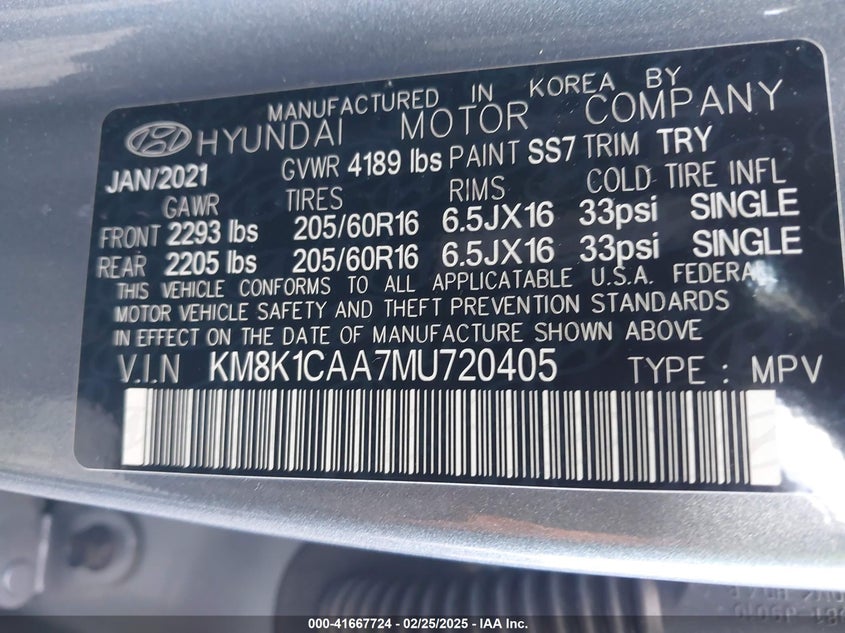 MANUFACTURED IN KOREA BY
HYUNDAI MOTOR COMPANY
JAN/2021 GVWR 4189 lbs PAINT SS7 TRIM TRY
GAWR TIRES RIMS COLD TIRE INFL
FRONT 2293 lbs 205/60R16 6.5JX16 33psi SINGLE
REAR 2205 lbs 205/60R16 6.5JX16 33psi SINGLE
THIS VEHICLE CONFORMS TO ALL APPLICATABLE U.S.A. FEDERAL
MOTOR VEHICLE SAFETY AND THEFT PREVENTION STANDARDS
IN EFFECT ON THE DATE OF MANUFACTURE SHOWN ABOVE.
V.I.N KM8K1CAA7MU720405 TYPE : MPV
000-41667724 - 02/25/2025 - IAA Inc.